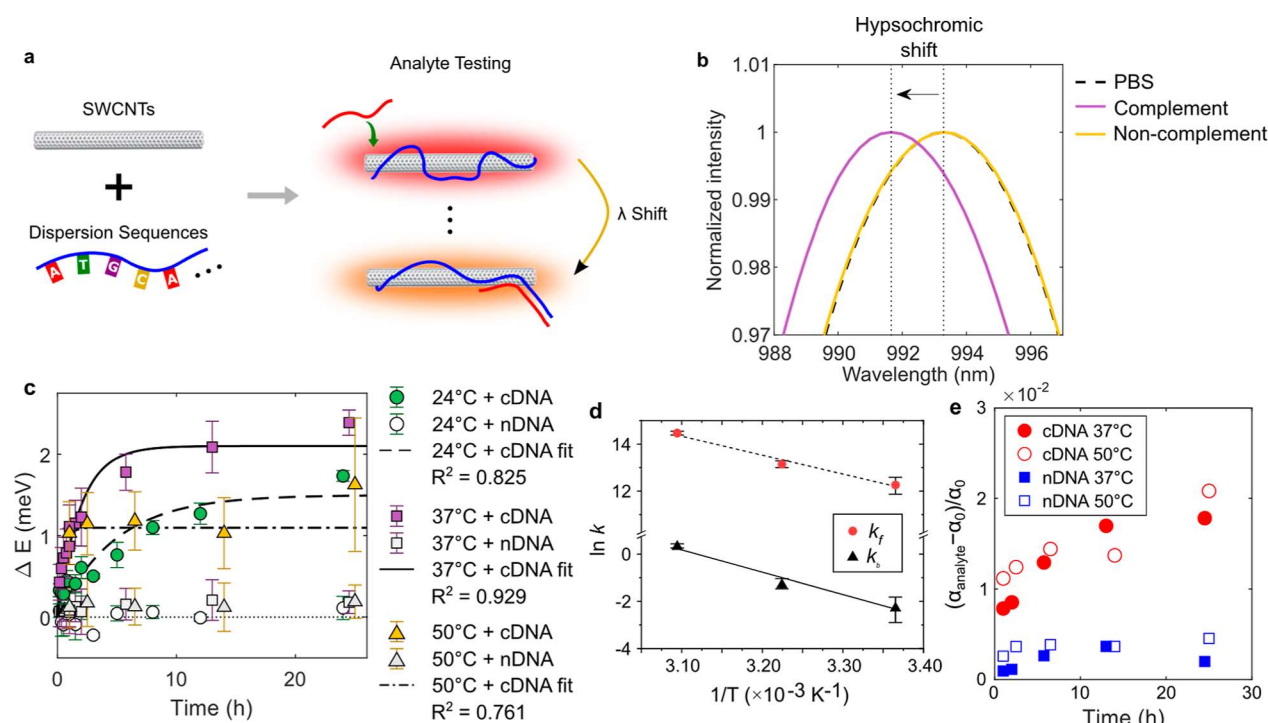 a
SWCNTs
+
Dispersion Sequences
A T G C A
Analyte Testing
λ Shift
b
Hypsochromic
shift
Normalized intensity
1.01
1
0.99
0.98
0.97
988 990 992 994 996
Wavelength (nm)
PBS
Complement
Non-complement
c
Δ E (meV)
2
1
0
0 10 20
Time (h)
24°C + cDNA
24°C + nDNA
24°C + cDNA fit
R² = 0.825
37°C + cDNA
37°C + nDNA
37°C + cDNA fit
R² = 0.929
50°C + cDNA
50°C + nDNA
50°C + cDNA fit
R² = 0.761
d
ln k
14
12
0
-2
-4
3.10 3.20 3.30 3.40
1/T (×10⁻³ K⁻¹)
k_f
k_b
e
×10⁻²
(α_analyte−α₀)/α₀
3
2
1
0
0 10 20 30
Time (h)
cDNA 37°C
cDNA 50°C
nDNA 37°C
nDNA 50°C